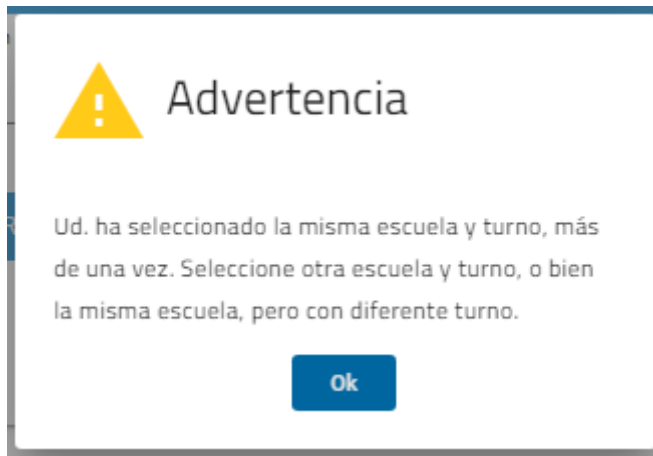 Advertencia
Ud. ha seleccionado la misma escuela y turno, más
de una vez. Seleccione otra escuela y turno, o bien
la misma escuela, pero con diferente turno.
Ok